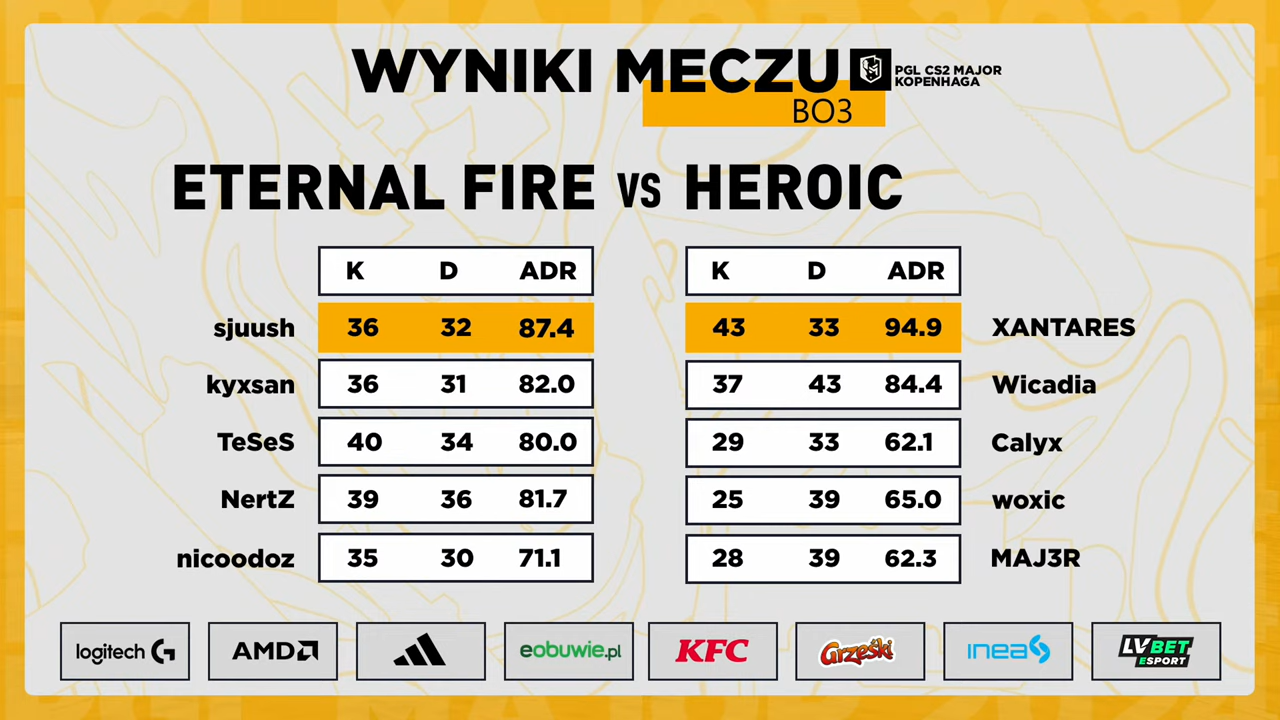 WYNIKI MECZU
PGL CS2 MAJOR
KOPENHAGA
BO3
ETERNAL FIRE VS HEROIC
K D ADR
K D ADR
sjuush 36 32 87.4
43 33 94.9 XANTARES
kyxsan 36 31 82.0
37 43 84.4 Wicadia
TeSeS 40 34 80.0
29 33 62.1 Calyx
NertZ 39 36 81.7
25 39 65.0 woxic
nicoodoz 35 30 71.1
28 39 62.3 MAJ3R
logitech G
AMD
eobuwie.pl
KFC
Grześki
inea
LVBET
ESPORT